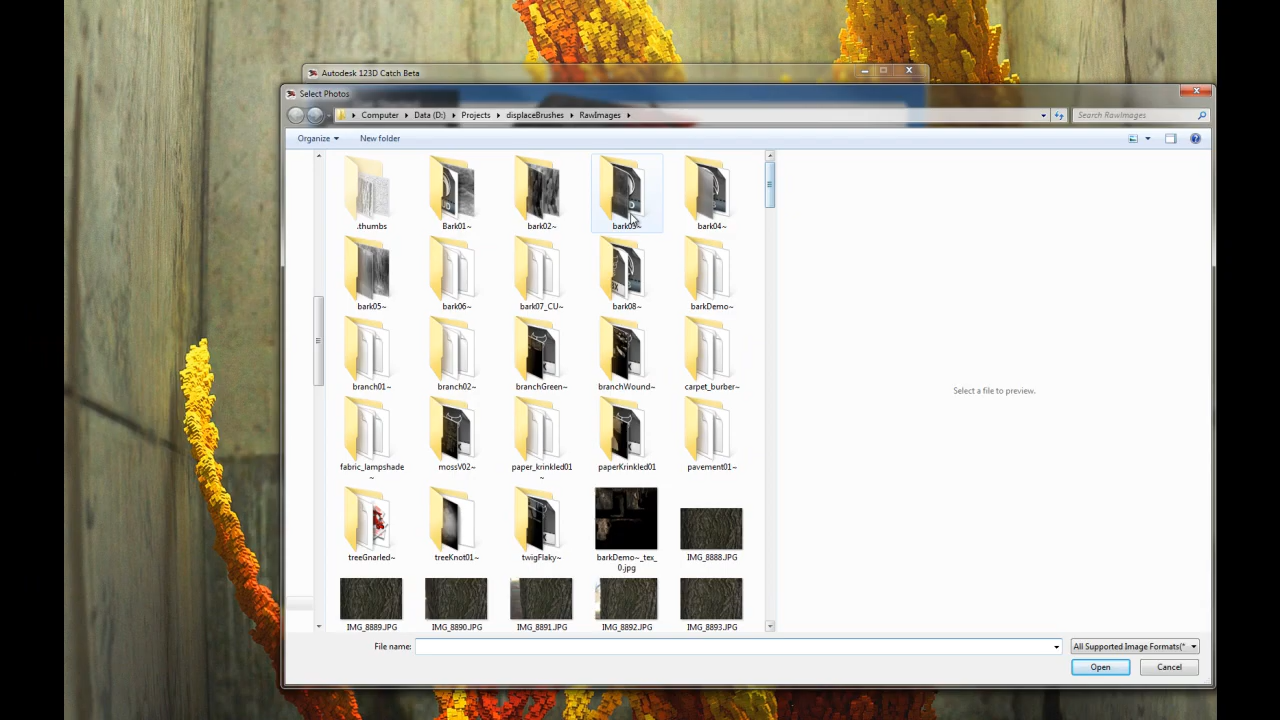 Autodesk 123D Catch Beta
Select Photos
Computer Data (D:) Projects displaceBrushes RawImages Search RawImages
Organize New folder
.thumbs Bark01~ bark02~ bark03~ bark04~
bark05~ bark06~ bark07_CU~ bark08~ barkDemo~
branch01~ branch02~ branchGreen~ branchWound~ carpet_burber~
fabric_lampshade~ mossV02~ paper_krinkled01~ paperKrinkled01 pavement01~
treeGnarled~ treeKnot01~ twigFlaky~ barkDemo~_tex_0.jpg IMG_8888.JPG
IMG_8889.JPG IMG_8890.JPG IMG_8891.JPG IMG_8892.JPG IMG_8893.JPG
Select a file to preview.
File name: All Supported Image Formats(*
Open Cancel